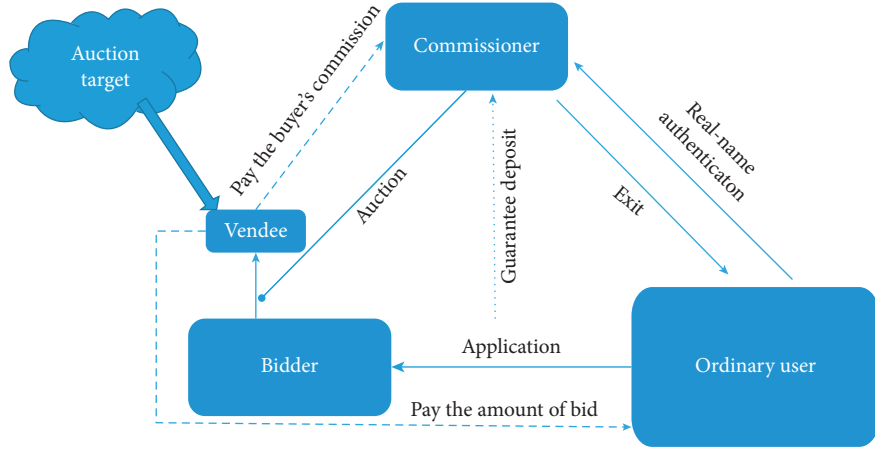 Auction
target
Commissioner
Pay the buyer's commission
Auction
Guarantee deposit
Real-name
authenticaton
Exit
Vendee
Bidder
Application
Ordinary user
Pay the amount of bid